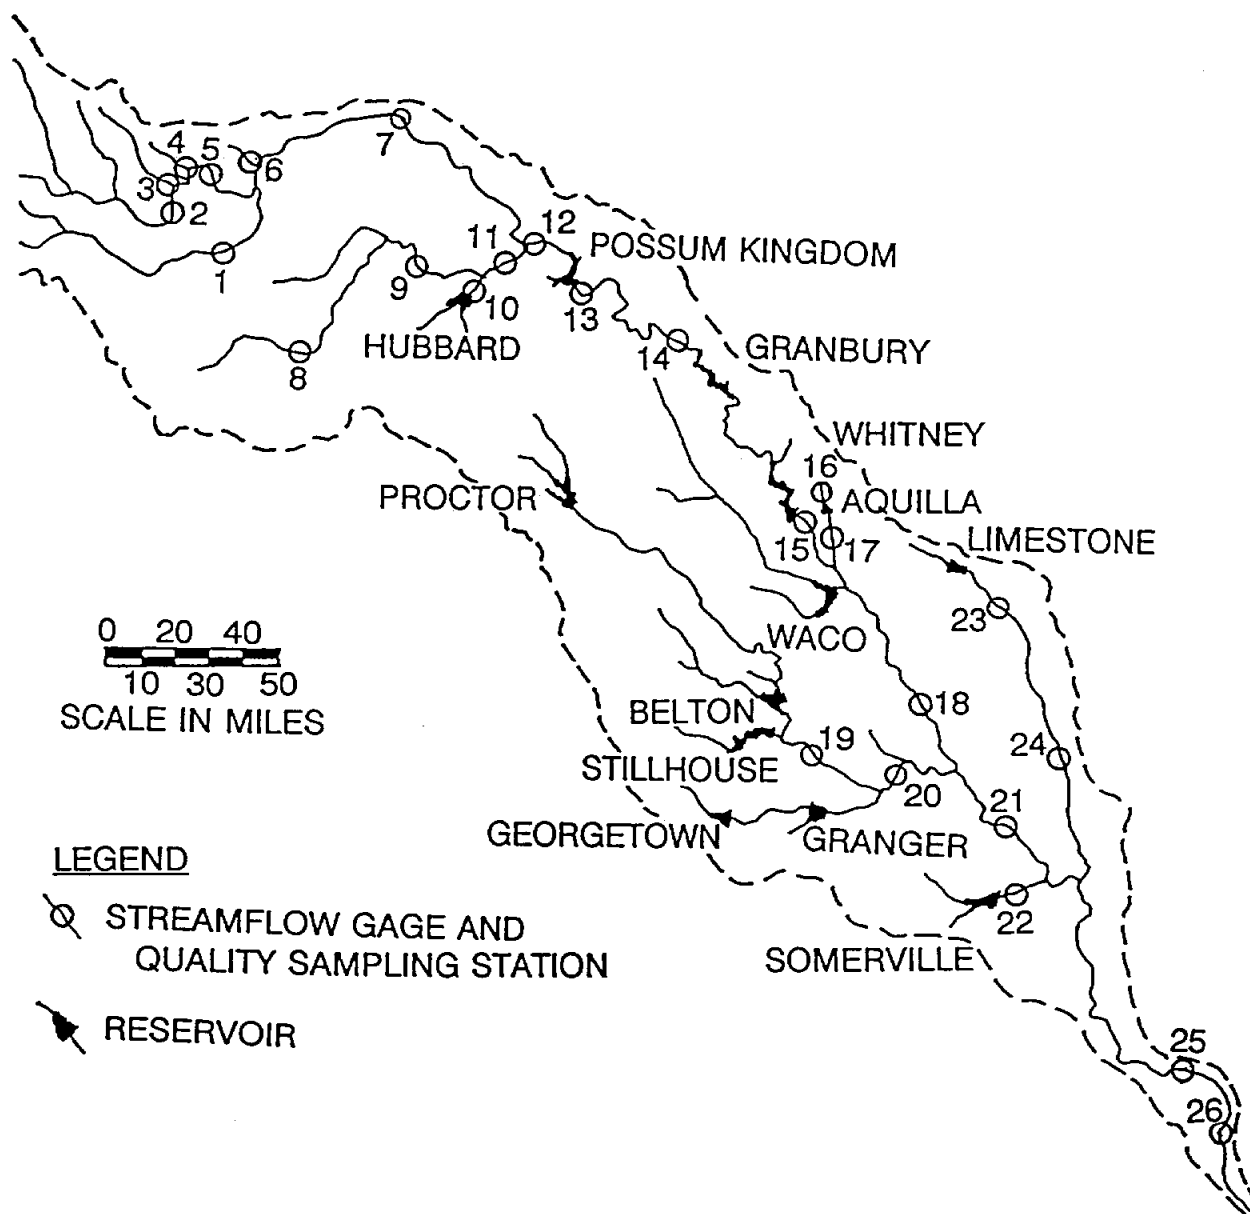 4
5
6
7
3
2
1
12
11
POSSUM KINGDOM
9
10
13
HUBBARD
14
GRANBURY
8
WHITNEY
16
PROCTOR
AQUILLA
15
17
LIMESTONE
23
WACO
0 20 40
10 30 50
SCALE IN MILES
BELTON
18
19
24
STILLHOUSE
20
21
GEORGETOWN
GRANGER
LEGEND
22
STREAMFLOW GAGE AND
QUALITY SAMPLING STATION
SOMERVILLE
RESERVOIR
25
26